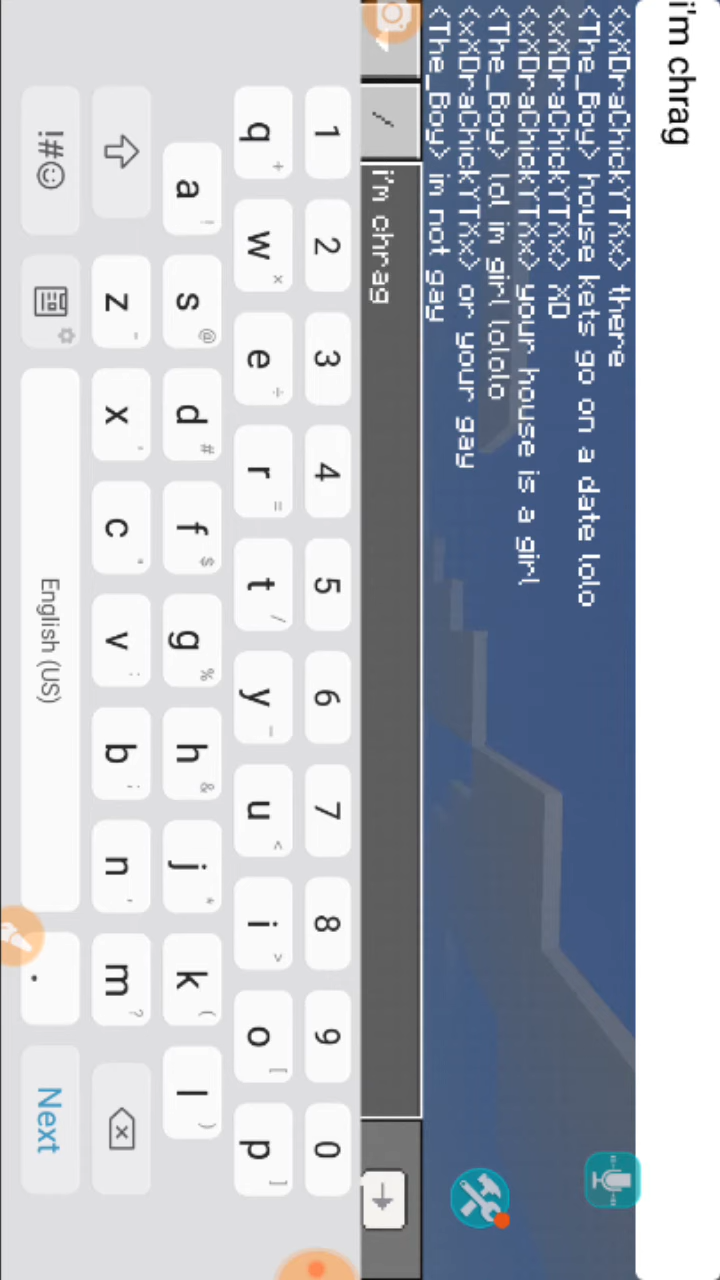 i'm chrag
<xXDraChickYTXx> there
<The_Boy> house kets go on a date lolo
<xXDraChickYTXx> XD
<xXDraChickYTXx> your house is a girl
<The_Boy> lol im girl lololo
<xXDraChickYTXx> or your gay
<The_Boy> im not gay
/ i'm chrag
1 2 3 4 5 6 7 8 9 0
q + w × e ÷ r = t / y _ u < i > o [ p ]
a ! s @ d # f $ g % h & j * k ( l )
z - x ' c " v : b ; n , m ?
!#☺ English (US) . Next